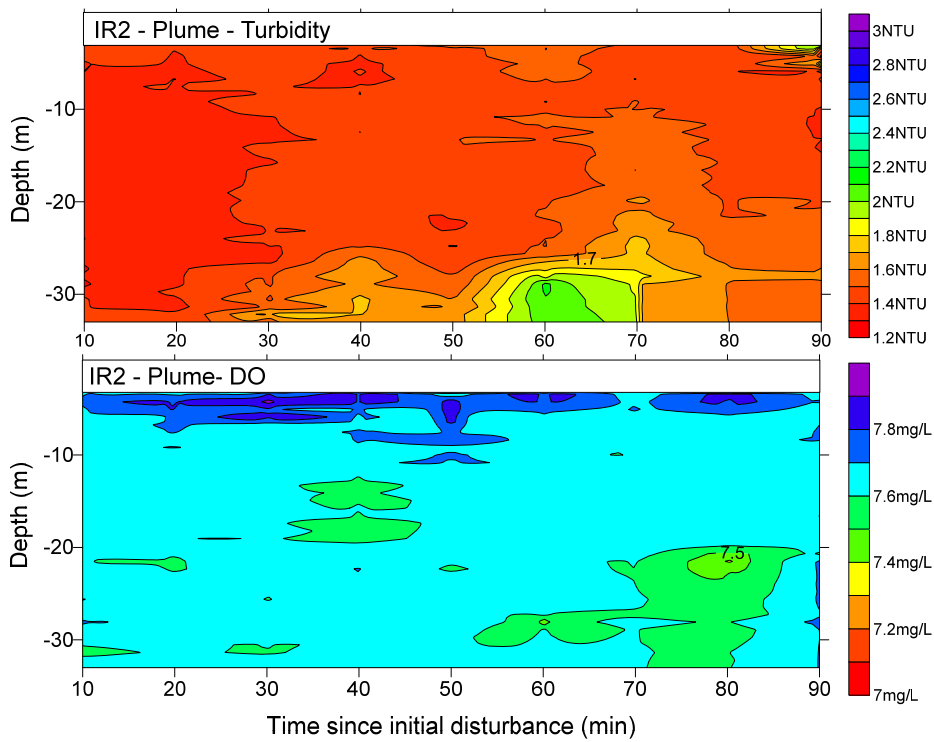 IR2 - Plume - Turbidity
Depth (m)
-10
-20
-30
1.7
10 20 30 40 50 60 70 80 90
3NTU
2.8NTU
2.6NTU
2.4NTU
2.2NTU
2NTU
1.8NTU
1.6NTU
1.4NTU
1.2NTU
IR2 - Plume- DO
Depth (m)
-10
-20
-30
7.5
10 20 30 40 50 60 70 80 90
7.8mg/L
7.6mg/L
7.4mg/L
7.2mg/L
7mg/L
Time since initial disturbance (min)